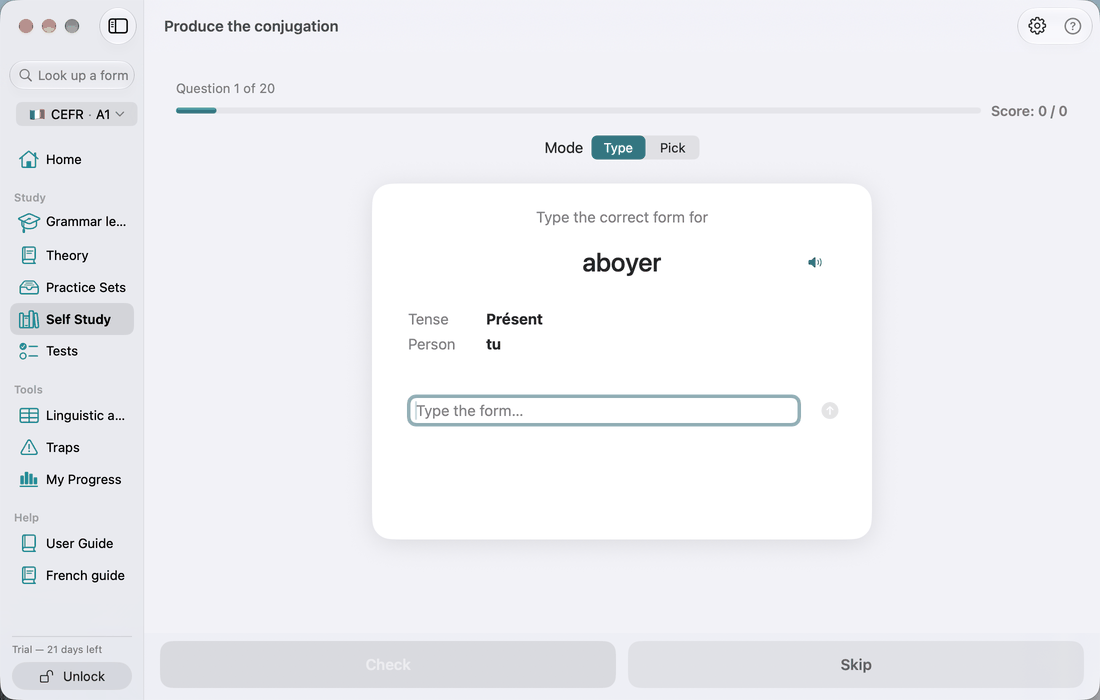 Produce the conjugation
Look up a form
CEFR · A1
Home
Study
Grammar le...
Theory
Practice Sets
Self Study
Tests
Tools
Linguistic a...
Traps
My Progress
Help
User Guide
French guide
Trial — 21 days left
Unlock
Question 1 of 20
Score: 0 / 0
Mode Type Pick
Type the correct form for
aboyer
Tense Présent
Person tu
Type the form...
Check Skip